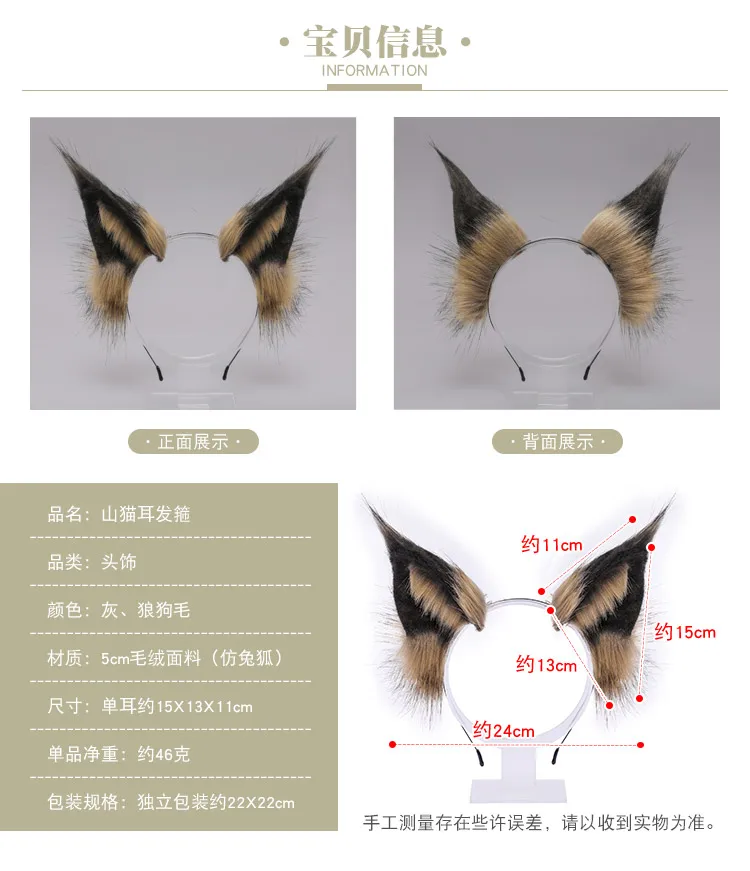 ·宝贝信息·
INFORMATION
·正面展示·
·背面展示·
品名：山猫耳发箍
品类：头饰
颜色：灰、狼狗毛
材质：5cm毛绒面料（仿兔狐）
尺寸：单耳约15X13X11cm
单品净重：约46克
包装规格：独立包装约22X22cm
约11cm
约15cm
约13cm
约24cm
手工测量存在些许误差，请以收到实物为准。